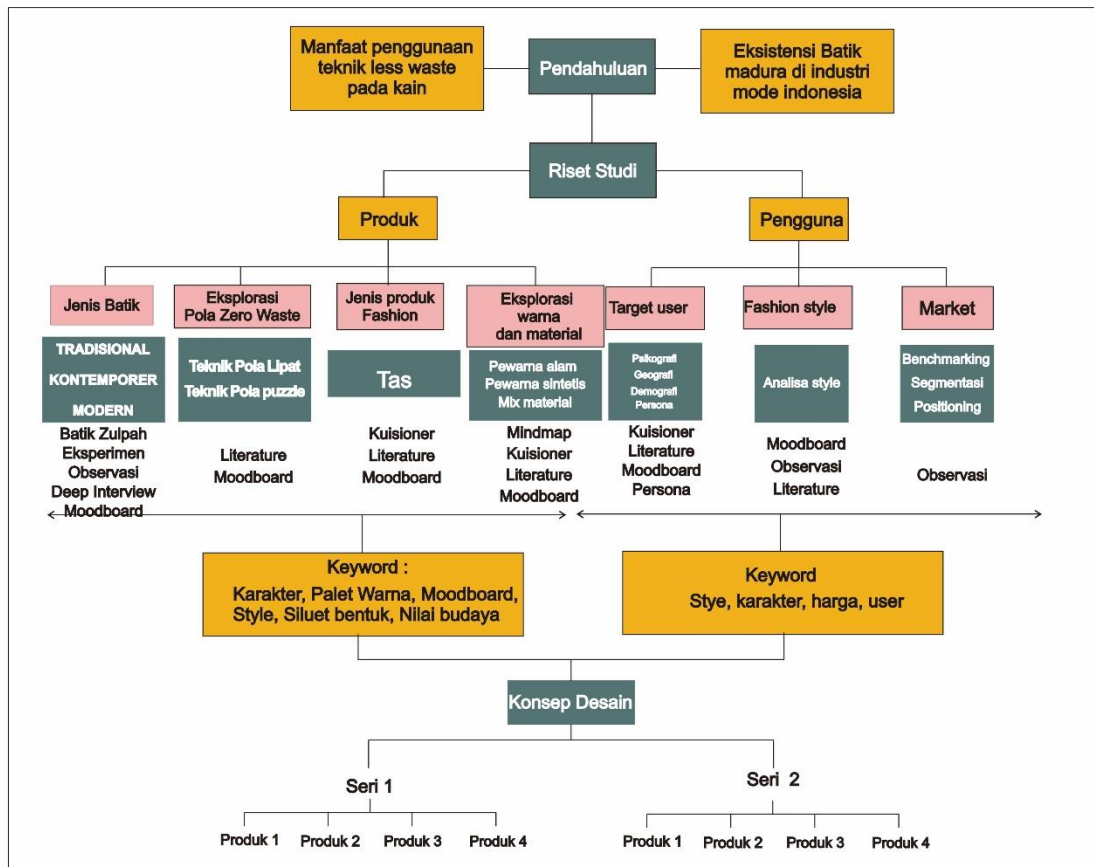 Manfaat penggunaan
teknik less waste
pada kain
Pendahuluan
Eksistensi Batik
madura di industri
mode indonesia
Riset Studi
Produk
Pengguna
Jenis Batik
Eksplorasi
Pola Zero Waste
Jenis produk
Fashion
Eksplorasi
warna
dan material
Target user
Fashion style
Market
TRADISIONAL
KONTEMPORER
MODERN
Teknik Pola Lipat
Teknik Pola puzzle
Tas
Pewarna alam
Pewarna sintetis
Mix material
Psikografi
Geografi
Demografi
Persona
Analisa style
Benchmarking
Segmentasi
Positioning
Batik Zulpah
Eksperimen
Observasi
Deep Interview
Moodboard
Literature
Moodboard
Kuisioner
Literature
Moodboard
Mindmap
Kuisioner
Literature
Moodboard
Kuisioner
Literature
Moodboard
Persona
Moodboard
Observasi
Literature
Observasi
Keyword :
Karakter, Palet Warna, Moodboard,
Style, Siluet bentuk, Nilai budaya
Keyword
Stye, karakter, harga, user
Konsep Desain
Seri 1
Seri 2
Produk 1
Produk 2
Produk 3
Produk 4
Produk 1
Produk 2
Produk 3
Produk 4